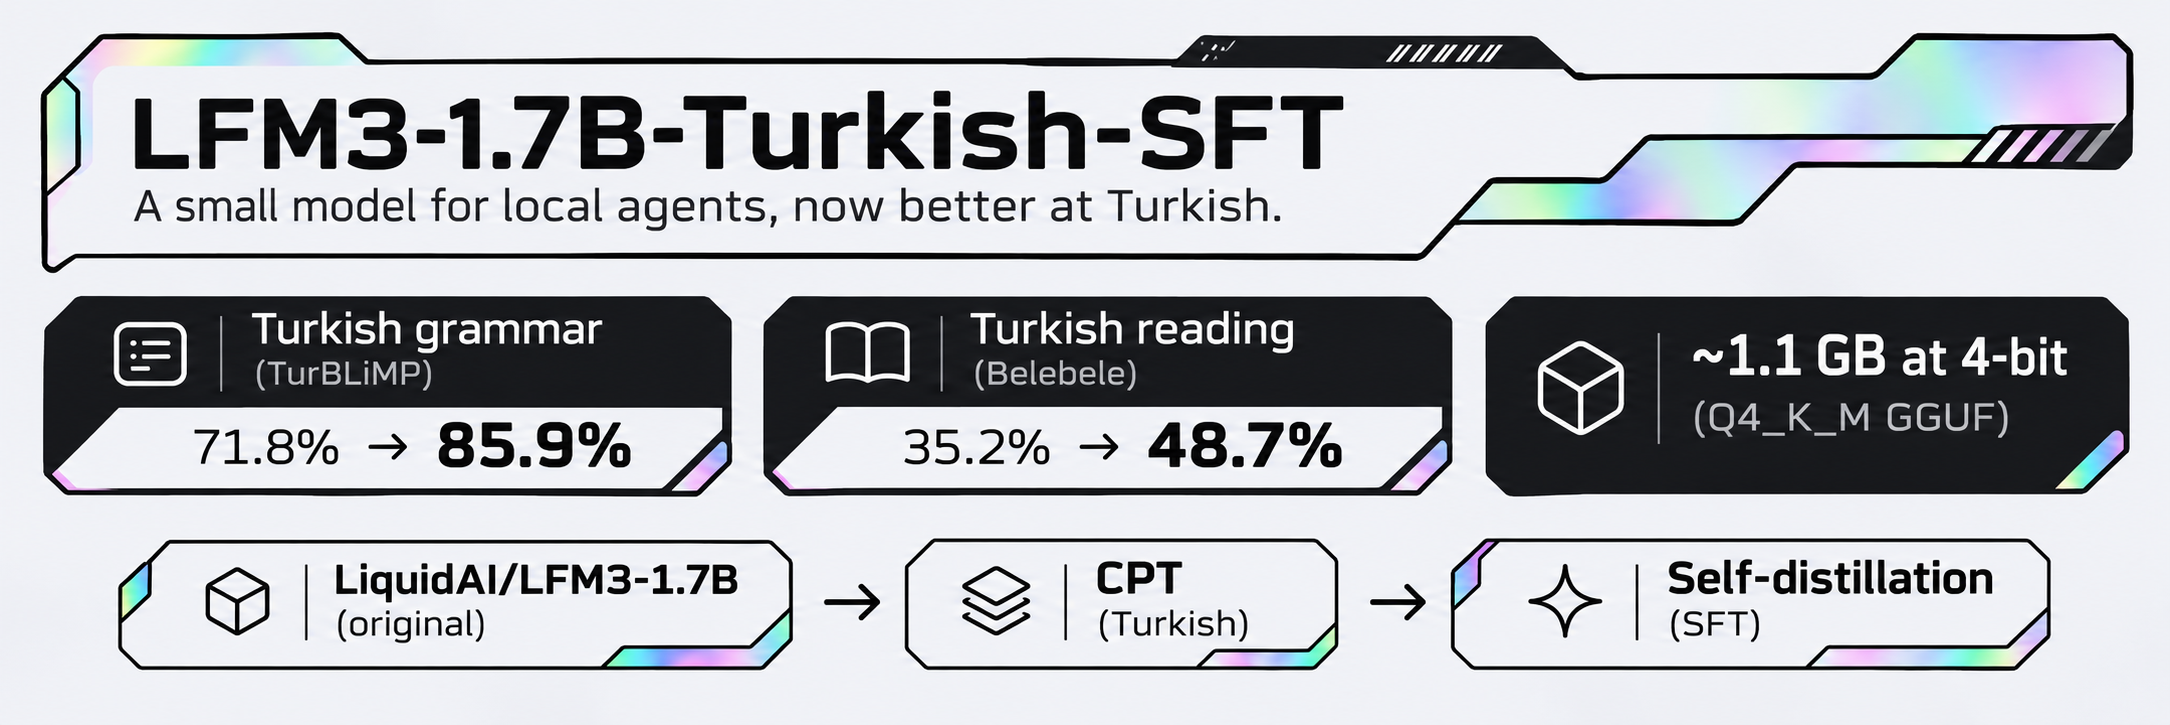 LFM3-1.7B-Turkish-SFT
A small model for local agents, now better at Turkish.
Turkish grammar
(TurBLiMP)
71.8% → 85.9%
Turkish reading
(Belebele)
35.2% → 48.7%
~1.1 GB at 4-bit
(Q4_K_M GGUF)
LiquidAI/LFM3-1.7B
(original)
→
CPT
(Turkish)
→
Self-distillation
(SFT)